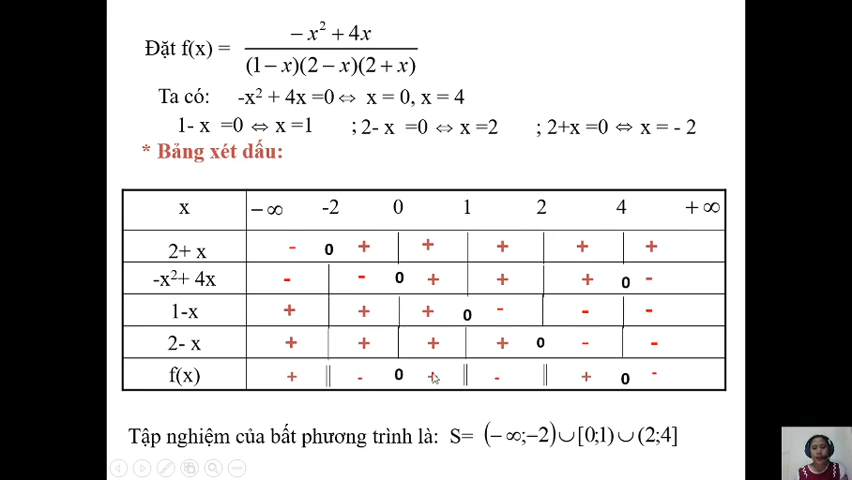 Đặt f(x) = −x² + 4x / (1−x)(2−x)(2+x)
Ta có: -x² + 4x =0 ⇔ x = 0, x = 4
1- x =0 ⇔ x =1 ; 2- x =0 ⇔ x =2 ; 2+x =0 ⇔ x = - 2
* Bảng xét dấu:
x −∞ -2 0 1 2 4 +∞
2+ x - 0 + | + | + | + | +
-x²+ 4x - | - 0 + | + | + 0 -
1-x + | + | + 0 - | - | -
2- x + | + | + | + 0 - | -
f(x) + || - 0 + || - || + 0 -
Tập nghiệm của bất phương trình là: S= (−∞;−2)∪[0;1)∪(2;4]